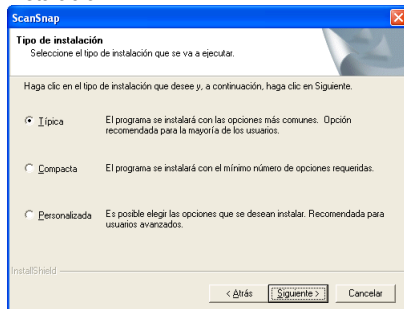 ScanSnap
Tipo de instalación
Seleccione el tipo de instalación que se va a ejecutar.
Haga clic en el tipo de instalación que desee y, a continuación, haga clic en Siguiente.
Típica
El programa se instalará con las opciones más comunes. Opción
recomendada para la mayoría de los usuarios.
Compacta
El programa se instalará con el mínimo número de opciones requeridas.
Personalizada
Es posible elegir las opciones que se desean instalar. Recomendada para
usuarios avanzados.
InstallShield
< Atrás
Siguiente >
Cancelar